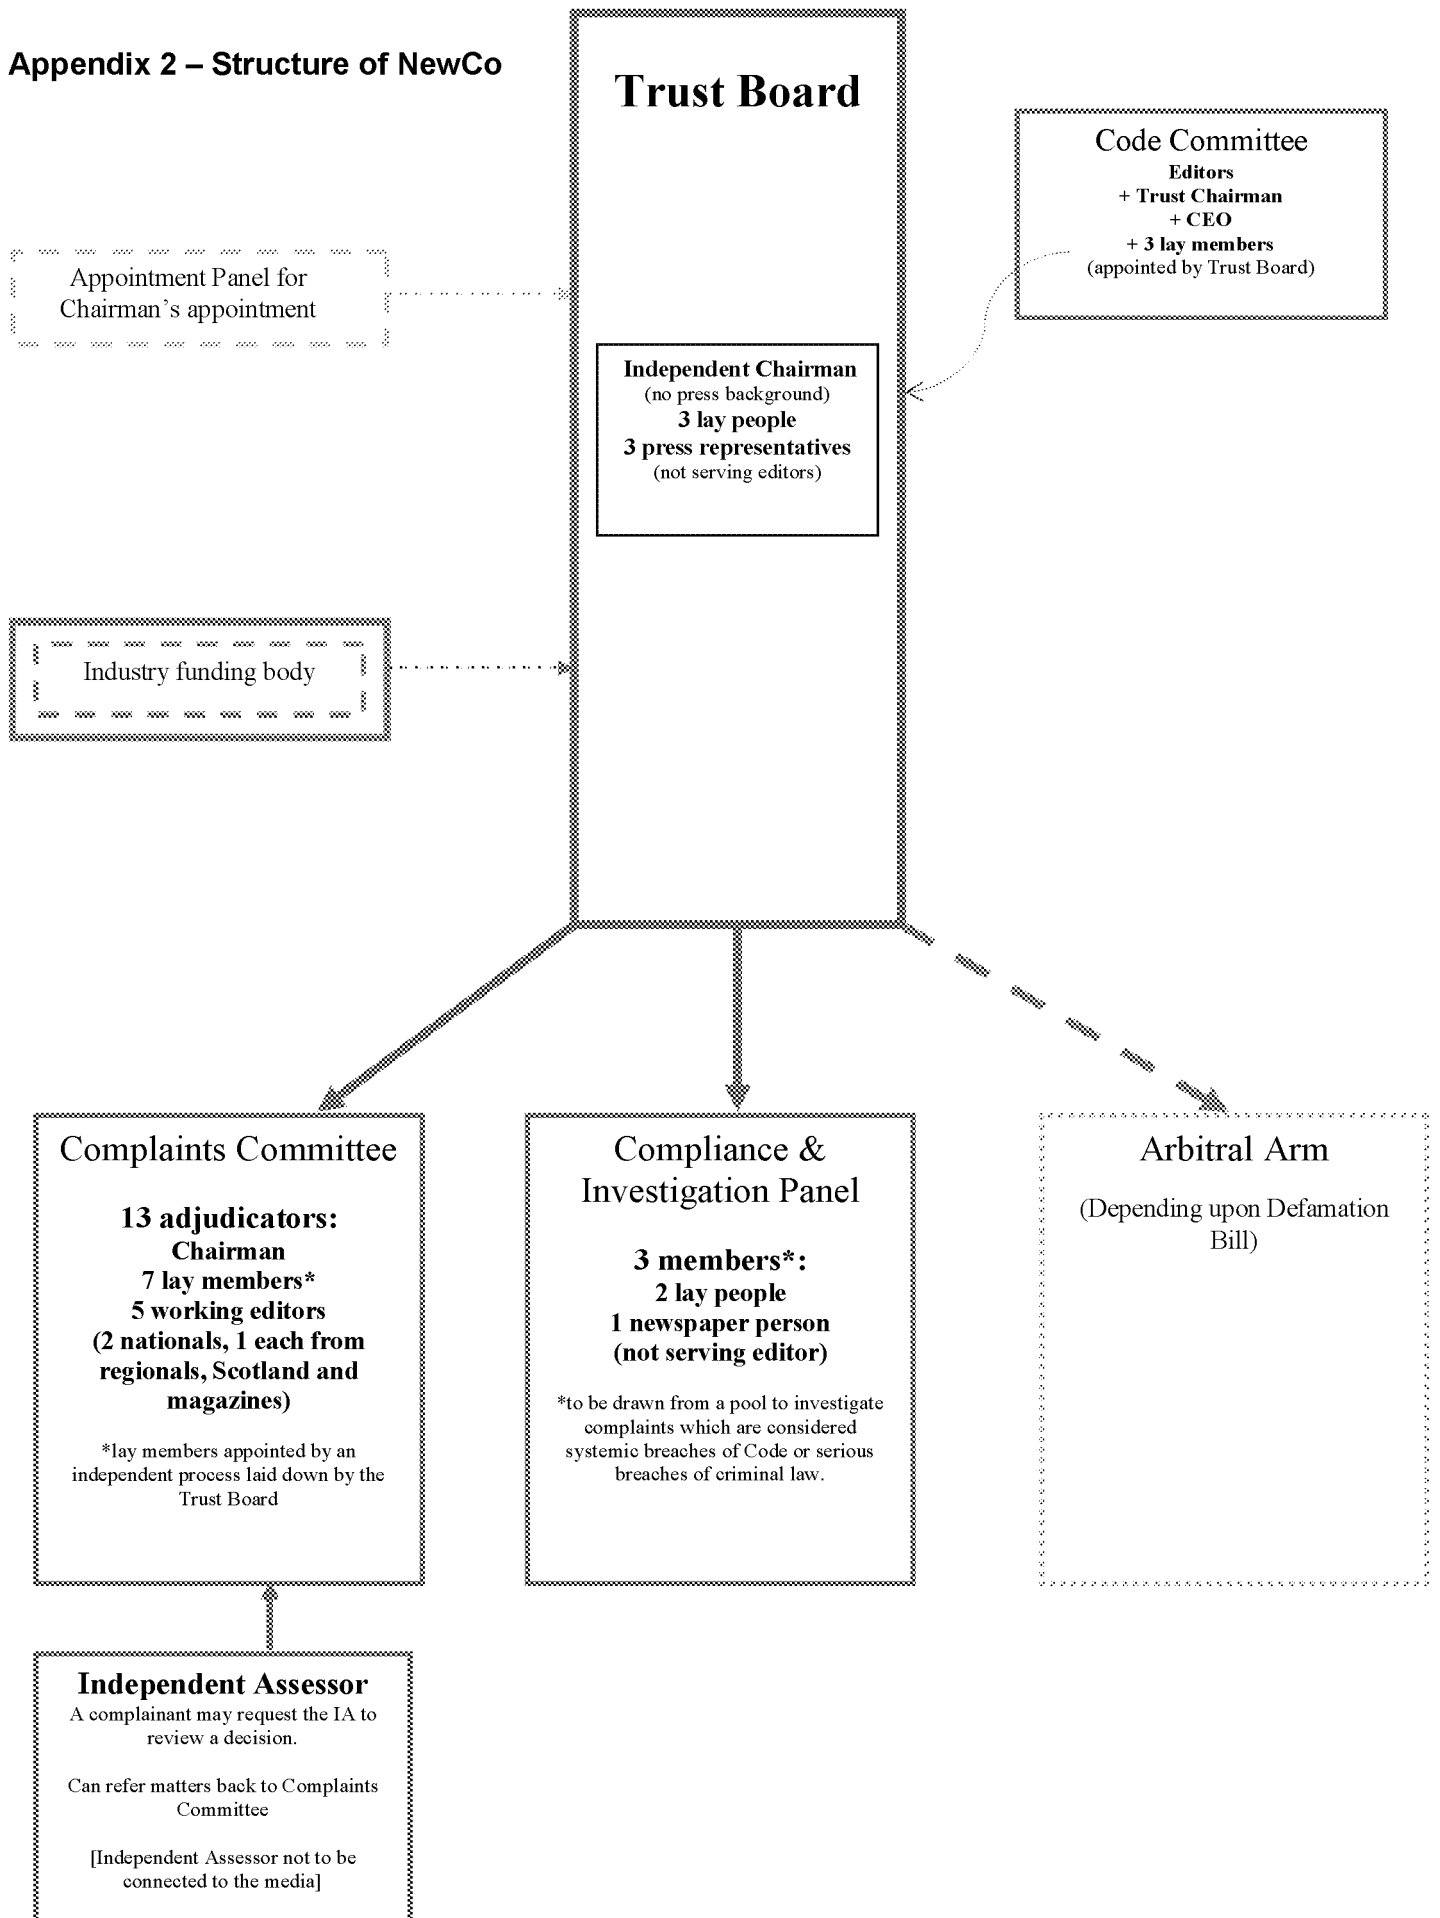 Appendix 2 – Structure of NewCo
Trust Board
Code Committee
Editors
+ Trust Chairman
+ CEO
+ 3 lay members
(appointed by Trust Board)
Appointment Panel for
Chairman’s appointment
Independent Chairman
(no press background)
3 lay people
3 press representatives
(not serving editors)
Industry funding body
Complaints Committee
13 adjudicators:
Chairman
7 lay members*
5 working editors
(2 nationals, 1 each from
regionals, Scotland and
magazines)
*lay members appointed by an
independent process laid down by the
Trust Board
Compliance &
Investigation Panel
3 members*:
2 lay people
1 newspaper person
(not serving editor)
*to be drawn from a pool to investigate
complaints which are considered
systemic breaches of Code or serious
breaches of criminal law.
Arbitral Arm
(Depending upon Defamation
Bill)
Independent Assessor
A complainant may request the IA to
review a decision.
Can refer matters back to Complaints
Committee
[Independent Assessor not to be
connected to the media]